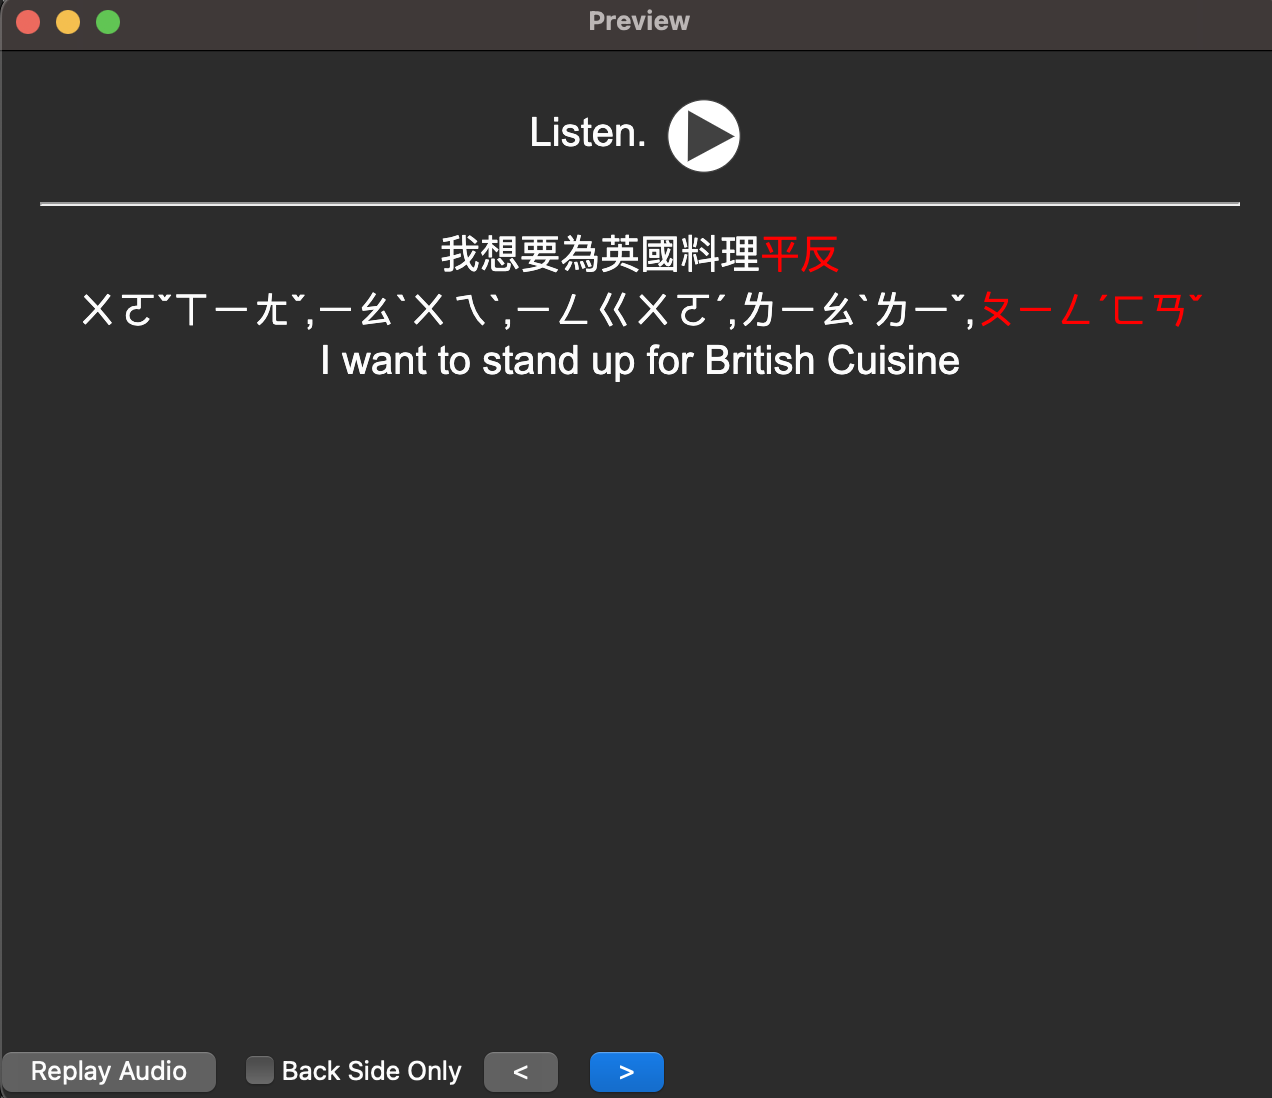 Preview
Listen.
我想要為英國料理平反
ㄨㄛˇㄒㄧㄤˇ,ㄧㄠˋㄨㄟˋ,ㄧㄥㄍㄨㄛˊ,ㄌㄧㄠˋㄌㄧˇ,ㄆㄧㄥˊㄈㄢˇ
I want to stand up for British Cuisine
Replay Audio Back Side Only < >